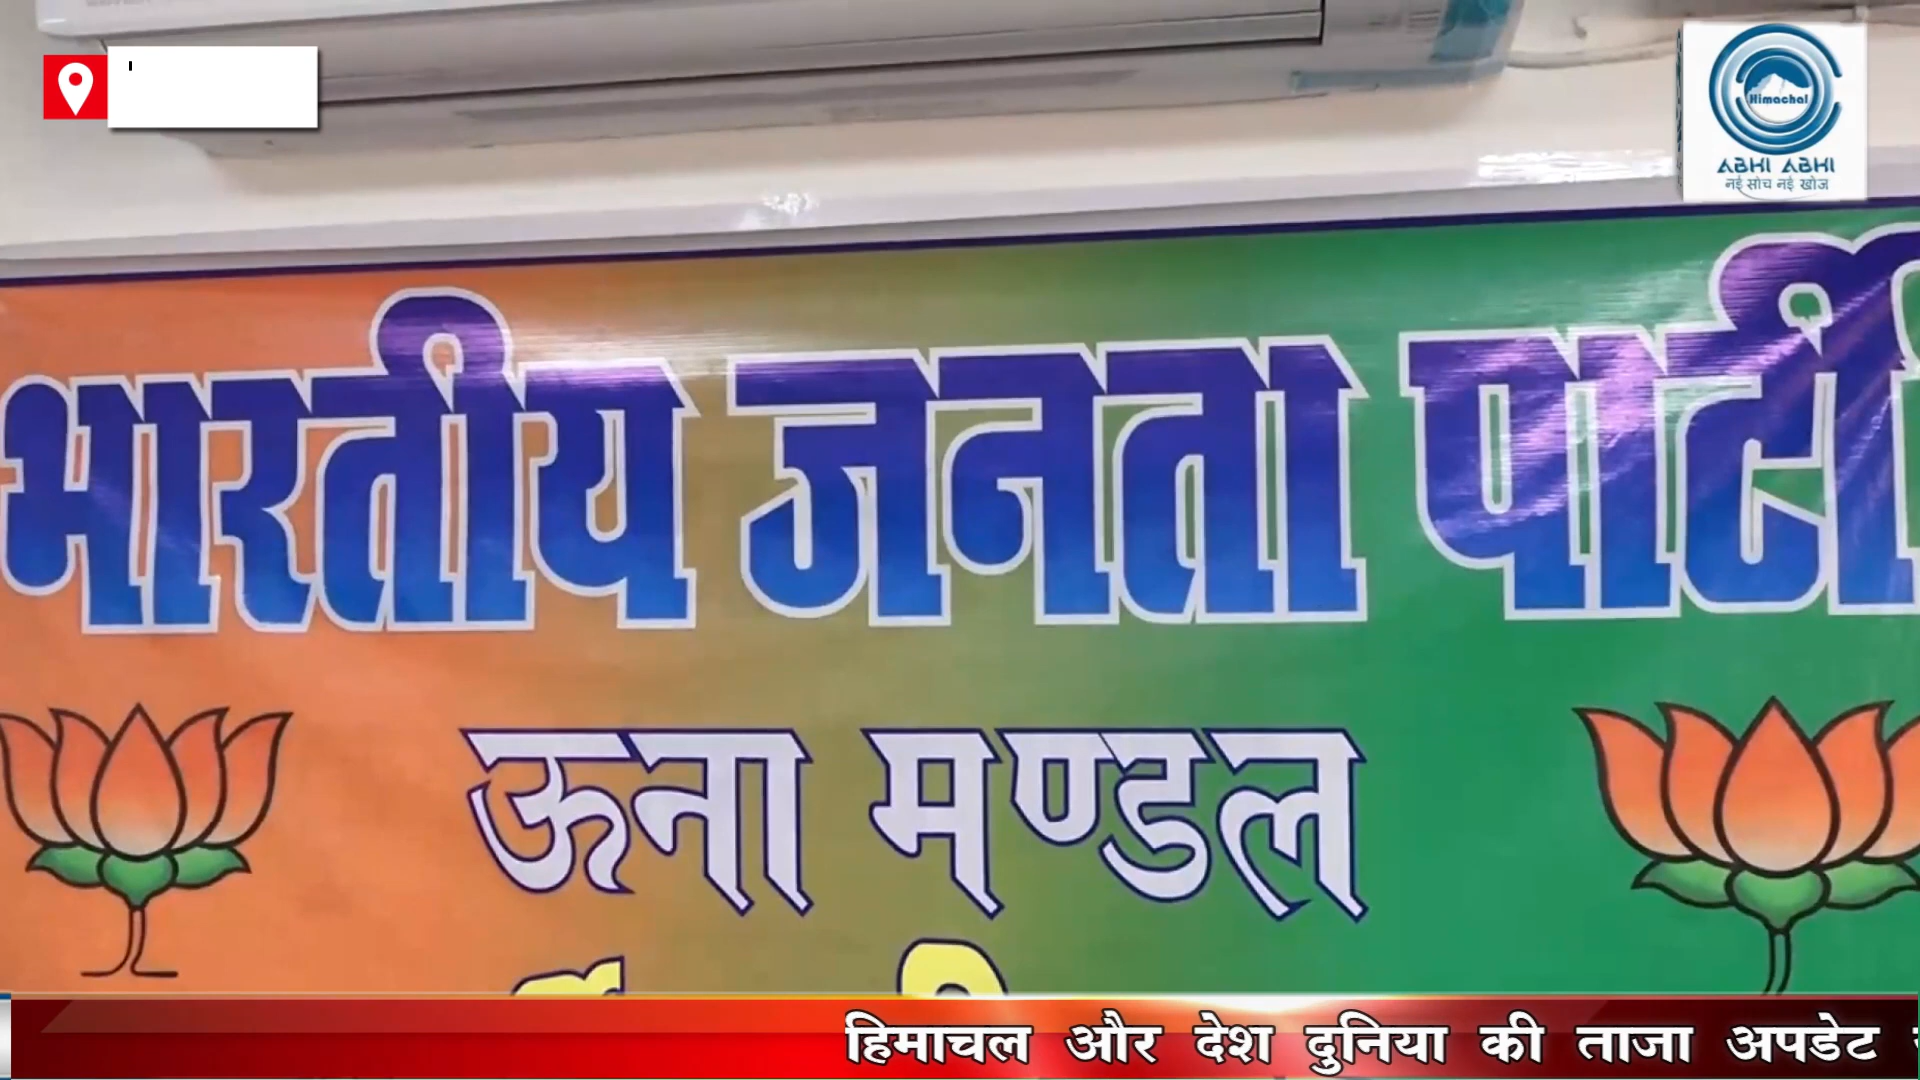 Himachal
ABHI ABHI
नई सोच नई खोज
भारतीय जनता पार्टी
ऊना मण्डल
हिमाचल और देश दुनिया की ताजा अपडेट